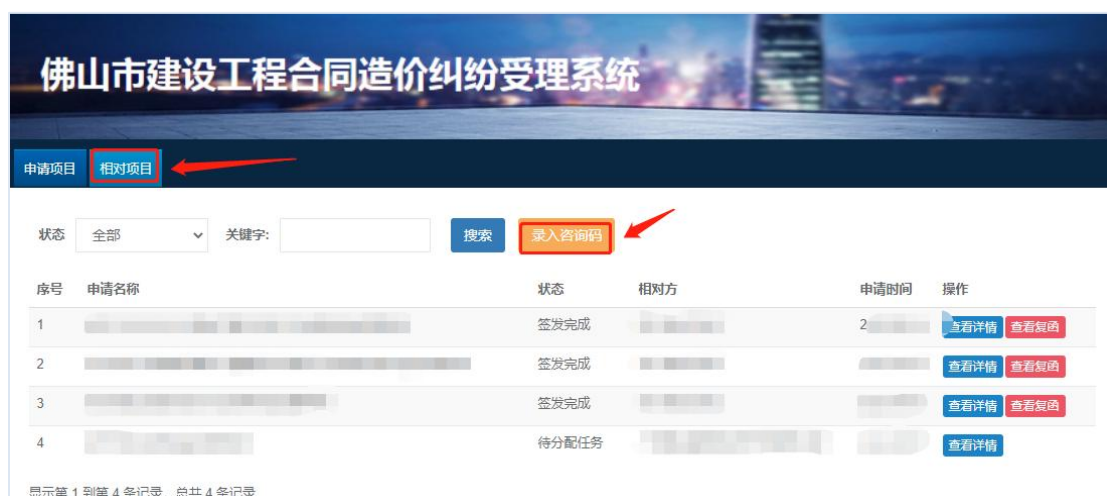 佛山市建设工程合同造价纠纷受理系统
申请项目 相对项目
状态 全部 关键字: 搜索 录入咨询码
序号 申请名称 状态 相对方 申请时间 操作
1 签发完成 2 查看详情 查看复函
2 签发完成 查看详情 查看复函
3 签发完成 查看详情 查看复函
4 待分配任务 查看详情
显示第 1 到第 4 条记录，总共 4 条记录